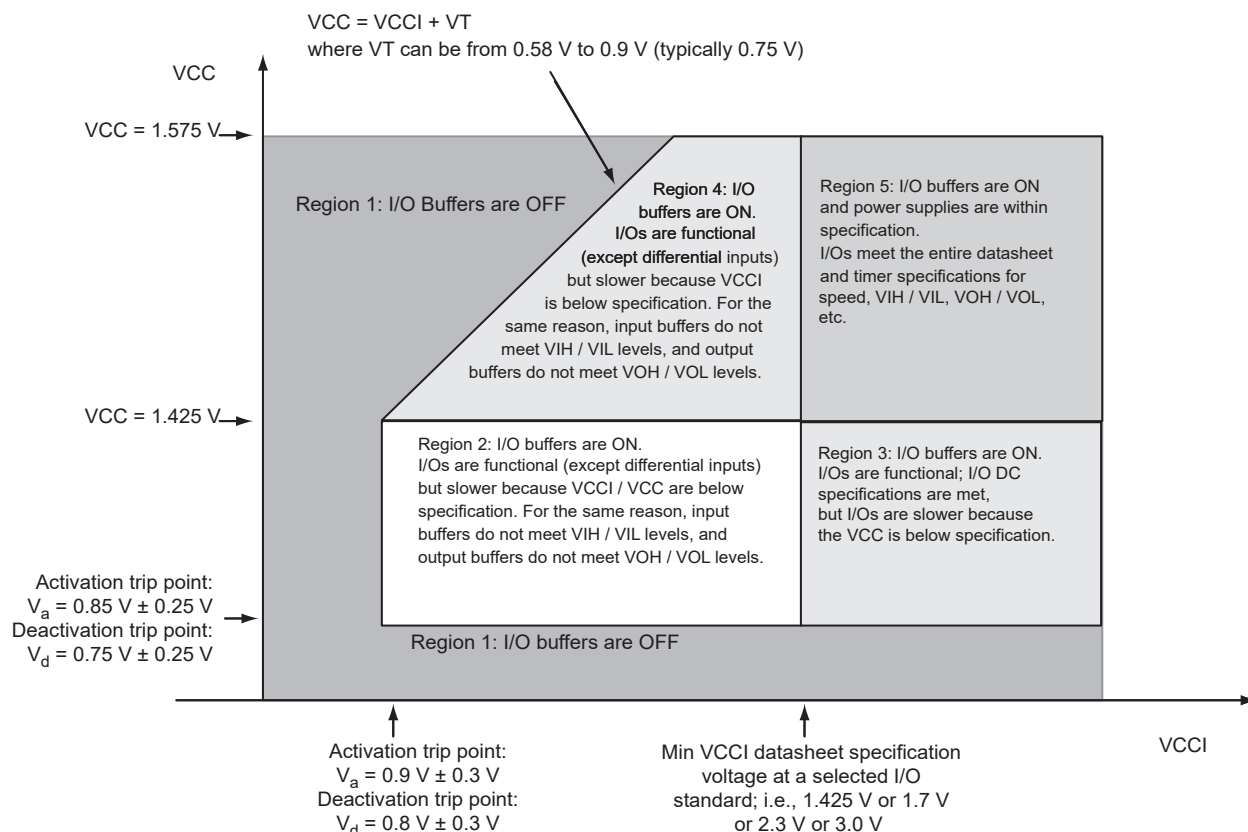 VCC = VCCI + VT
where VT can be from 0.58 V to 0.9 V (typically 0.75 V)
VCC
VCC = 1.575 V
Region 1: I/O Buffers are OFF
Region 4: I/O
buffers are ON.
I/Os are functional
(except differential inputs)
but slower because VCCI
is below specification. For the
same reason, input buffers do not
meet VIH / VIL levels, and output
buffers do not meet VOH / VOL levels.
Region 5: I/O buffers are ON
and power supplies are within
specification.
I/Os meet the entire datasheet
and timer specifications for
speed, VIH / VIL, VOH / VOL,
etc.
VCC = 1.425 V
Region 2: I/O buffers are ON.
I/Os are functional (except differential inputs)
but slower because VCCI / VCC are below
specification. For the same reason, input
buffers do not meet VIH / VIL levels, and
output buffers do not meet VOH / VOL levels.
Region 3: I/O buffers are ON.
I/Os are functional; I/O DC
specifications are met,
but I/Os are slower because
the VCC is below specification.
Activation trip point:
Va = 0.85 V ± 0.25 V
Deactivation trip point:
Vd = 0.75 V ± 0.25 V
Region 1: I/O buffers are OFF
Activation trip point:
Va = 0.9 V ± 0.3 V
Deactivation trip point:
Vd = 0.8 V ± 0.3 V
Min VCCI datasheet specification
voltage at a selected I/O
standard; i.e., 1.425 V or 1.7 V
or 2.3 V or 3.0 V
VCCI